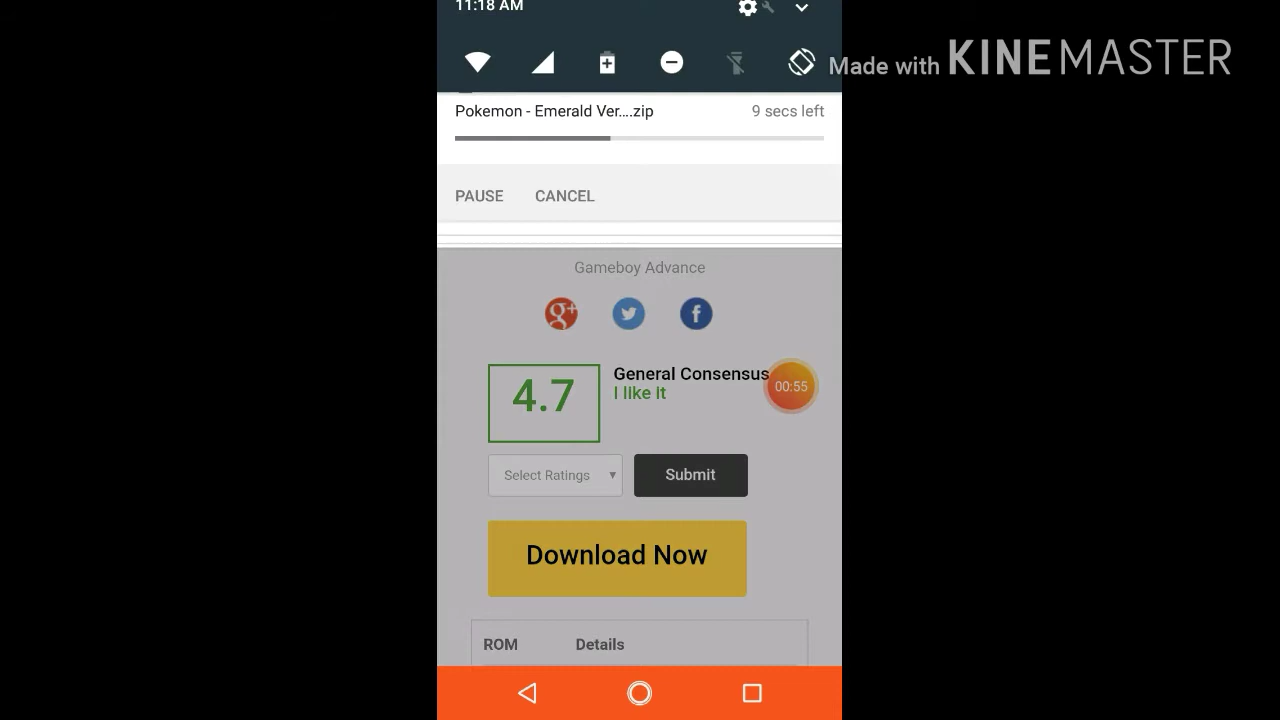 11:18 AM
Made with KINEMASTER
Pokemon - Emerald Ver....zip 9 secs left
PAUSE CANCEL
Gameboy Advance
g+ f
4.7 General Consensus
I like it
00:55
Select Ratings Submit
Download Now
ROM Details